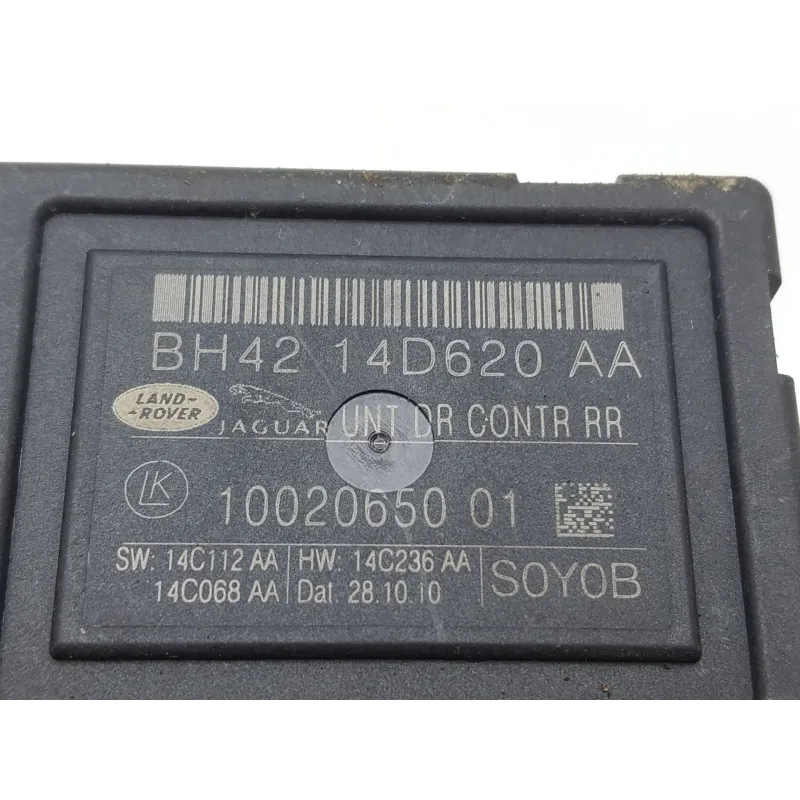 BH42 14D620 AA
LAND-
-ROVER
JAGUAR UNT DR CONTR RR
LK
10020650 01
SW: 14C112 AA HW: 14C236 AA
14C068 AA Dat. 28.10.10
S0Y0B